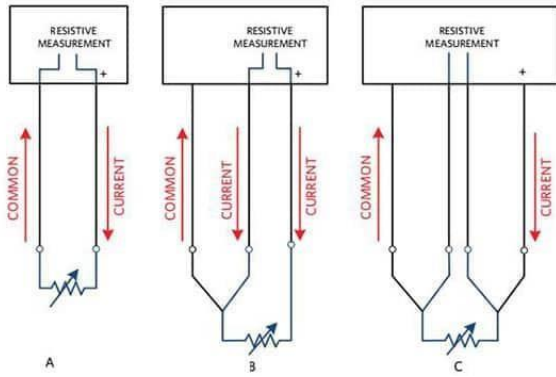 RESISTIVE
MEASUREMENT
+
COMMON
CURRENT
A
RESISTIVE
MEASUREMENT
+
COMMON
CURRENT
CURRENT
B
RESISTIVE
MEASUREMENT
+
COMMON
CURRENT
C